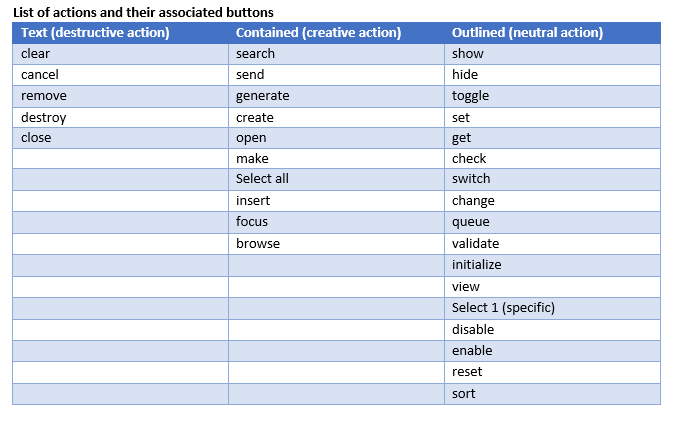 List of actions and their associated buttons
Text (destructive action) Contained (creative action) Outlined (neutral action)
clear search show
cancel send hide
remove generate toggle
destroy create set
close open get
make check
Select all switch
insert change
focus queue
browse validate
initialize
view
Select 1 (specific)
disable
enable
reset
sort